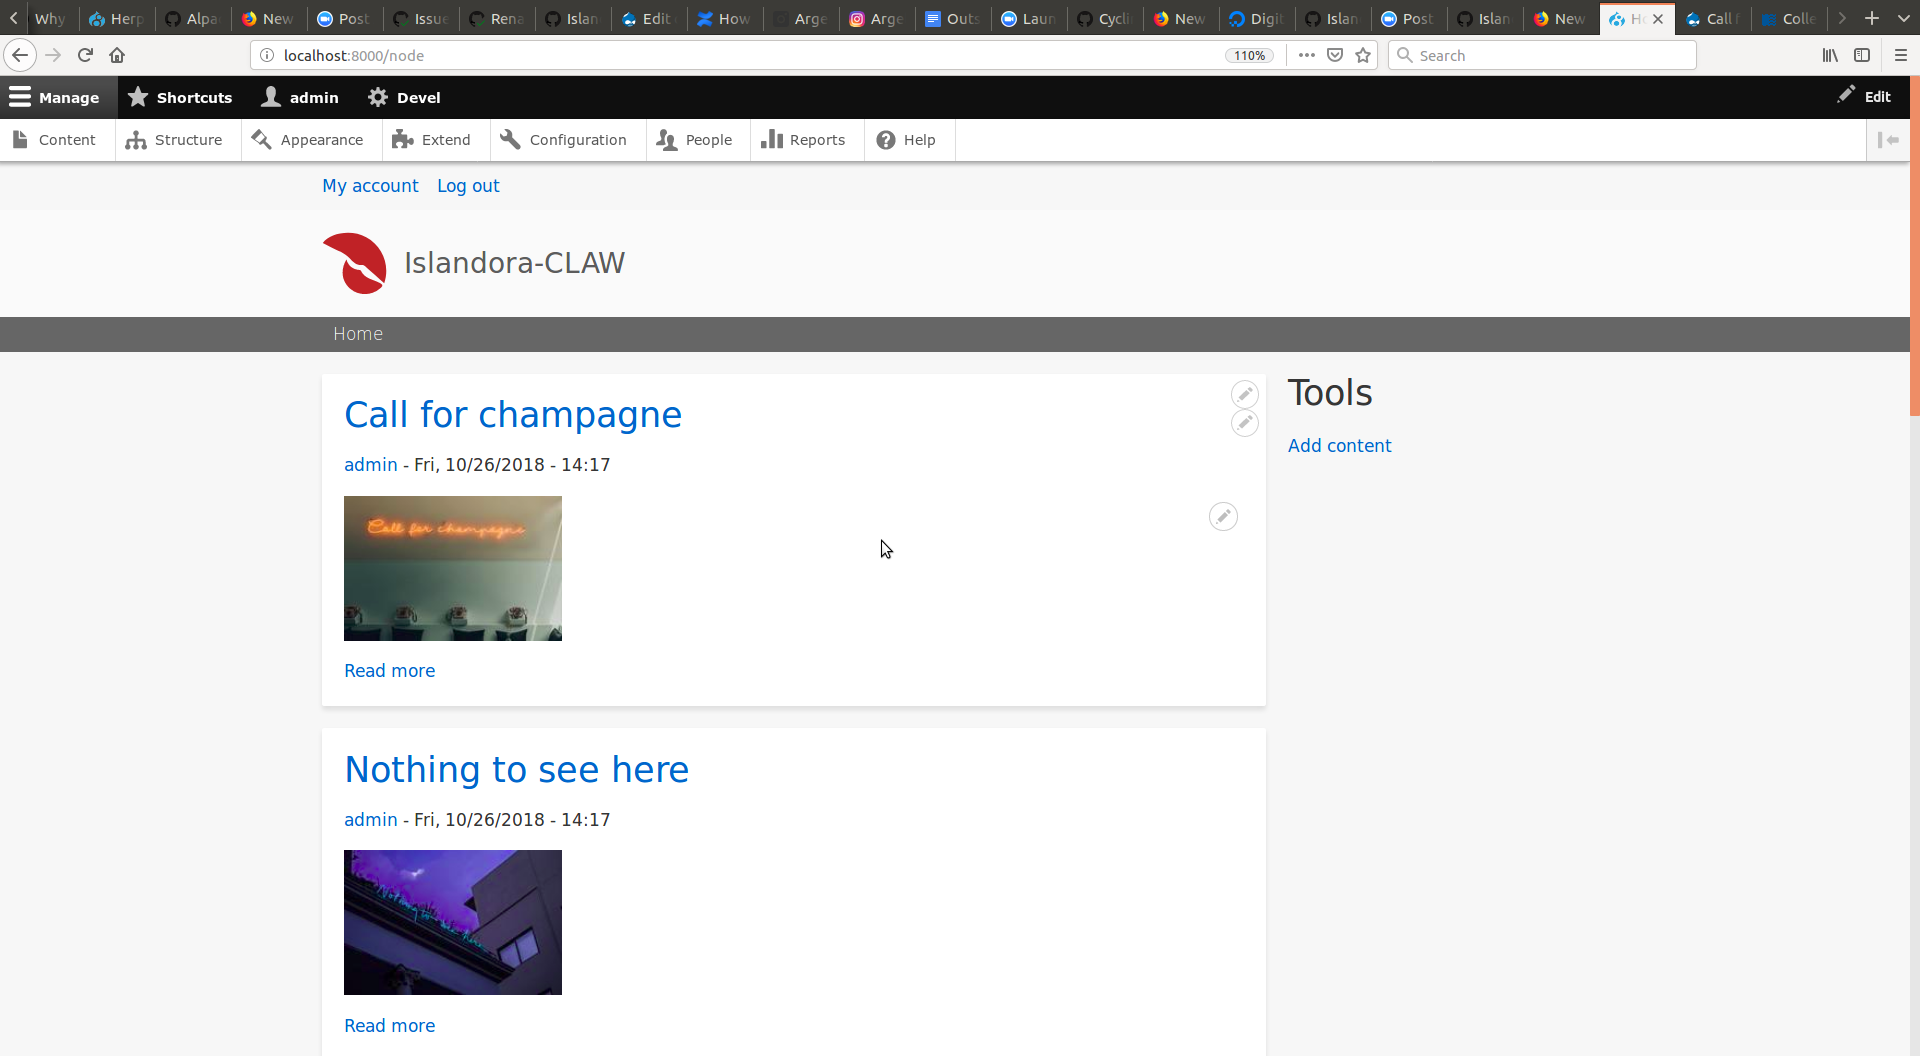 Why Herp Alpa New Post Issue Rena Islan Edit How Arge Arge Outs Laun Cycli New Digit Islan Post Islan New Call f Colle
localhost:8000/node 110% Search
Manage Shortcuts admin Devel Edit
Content Structure Appearance Extend Configuration People Reports Help
My account Log out
Islandora-CLAW
Home
Call for champagne
admin - Fri, 10/26/2018 - 14:17
Call for champagne
Read more
Tools
Add content
Nothing to see here
admin - Fri, 10/26/2018 - 14:17
Read more